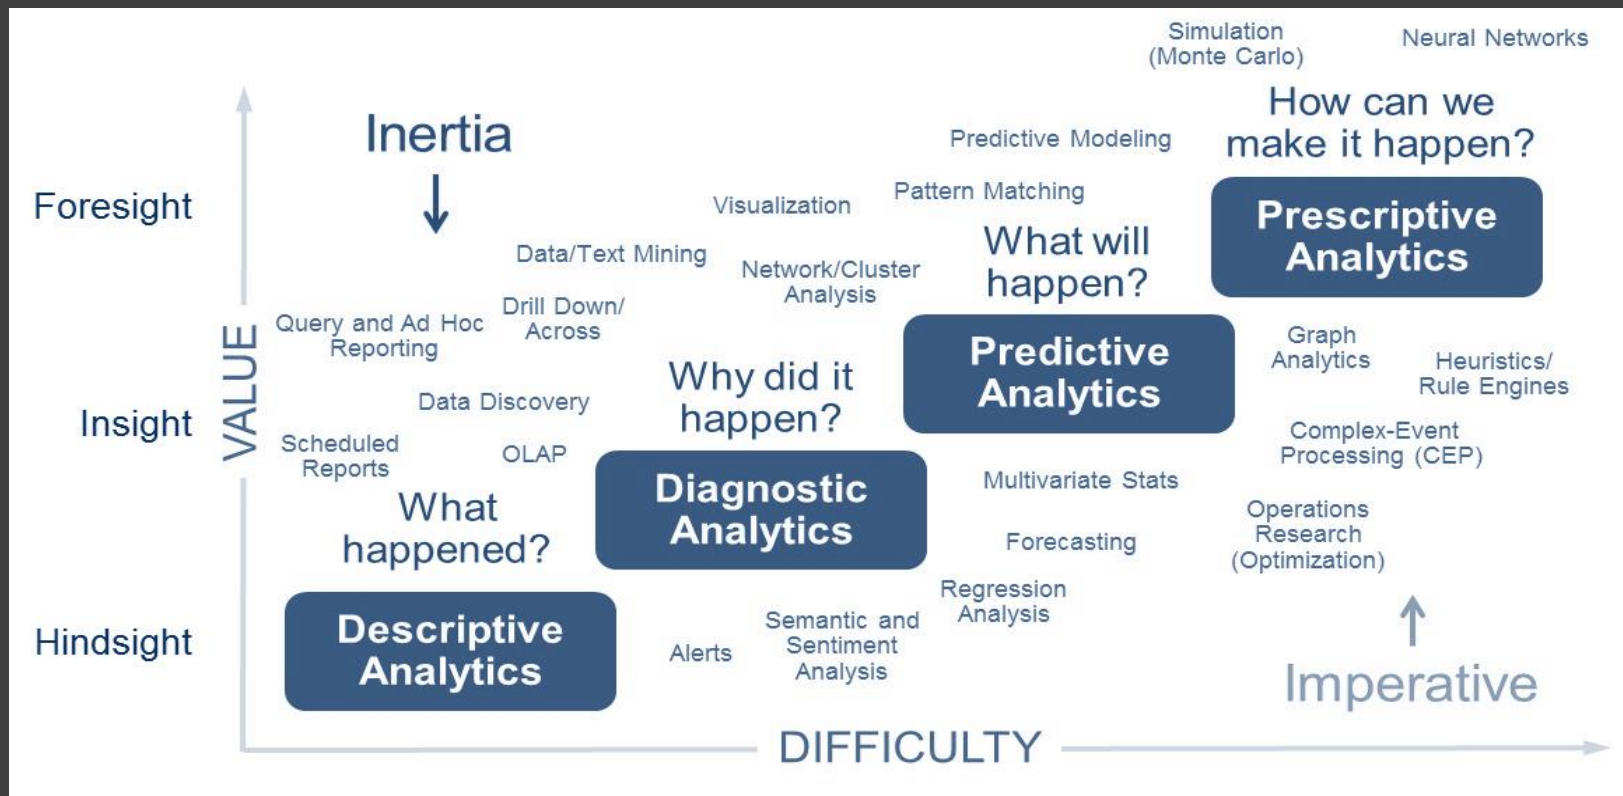 Simulation
(Monte Carlo)
Neural Networks
Inertia
How can we
make it happen?
Predictive Modeling
Foresight
Visualization
Pattern Matching
Prescriptive
Analytics
Data/Text Mining
Network/Cluster
Analysis
What will
happen?
Query and Ad Hoc
Reporting
Drill Down/
Across
Predictive
Analytics
Graph
Analytics
Heuristics/
Rule Engines
VALUE
Why did it
happen?
Insight
Data Discovery
Scheduled
Reports
OLAP
Complex-Event
Processing (CEP)
Diagnostic
Analytics
Multivariate Stats
What
happened?
Forecasting
Operations
Research
(Optimization)
Regression
Analysis
Hindsight
Descriptive
Analytics
Alerts
Semantic and
Sentiment
Analysis
Imperative
DIFFICULTY